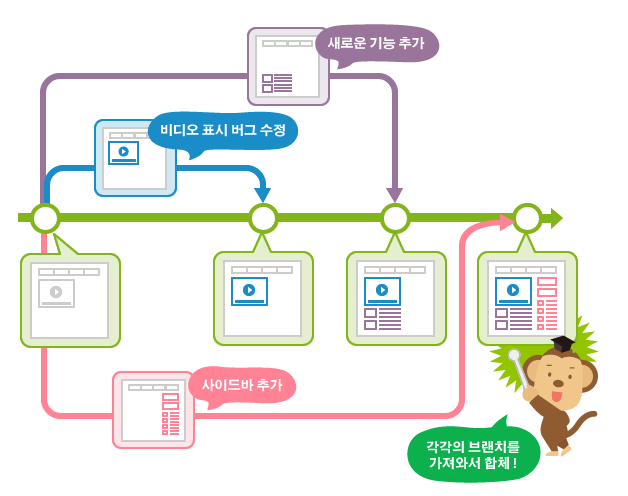 새로운 기능 추가
비디오 표시 버그 수정
사이드바 추가
각각의 브랜치를
가져와서 합체!